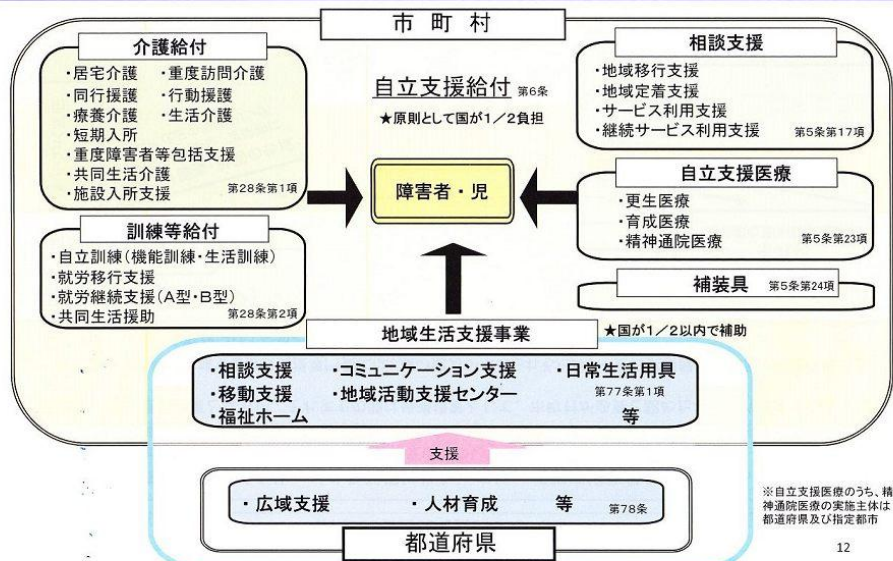 市 町 村
介護給付
・居宅介護 ・重度訪問介護
・同行援護 ・行動援護
・療養介護 ・生活介護
・短期入所
・重度障害者等包括支援
・共同生活介護
・施設入所支援 第28条第1項
訓練等給付
・自立訓練(機能訓練・生活訓練)
・就労移行支援
・就労継続支援(A型・B型)
・共同生活援助 第28条第2項
自立支援給付 第6条
★原則として国が1/2負担
障害者・児
相談支援
・地域移行支援
・地域定着支援
・サービス利用支援
・継続サービス利用支援 第5条第17項
自立支援医療
・更生医療
・育成医療
・精神通院医療 第5条第23項
補装具 第5条第24項
地域生活支援事業 ★国が1/2以内で補助
・相談支援 ・コミュニケーション支援 ・日常生活用具
・移動支援 ・地域活動支援センター 第77条第1項
・福祉ホーム 等
支援
・広域支援 ・人材育成 等 第78条
都道府県
※自立支援医療のうち、精
神通院医療の実施主体は
都道府県及び指定都市
12